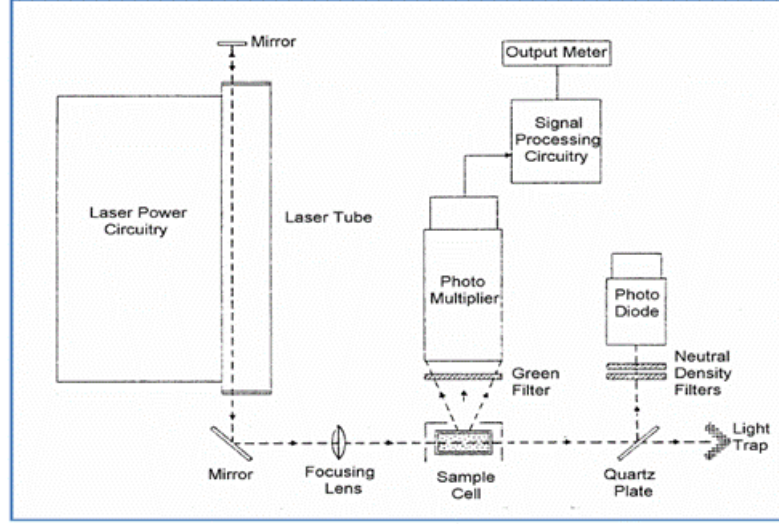 Mirror
Output Meter
Signal
Processing
Circuitry
Laser Power
Circuitry
Laser Tube
Photo
Multiplier
Photo
Diode
Green
Filter
Neutral
Density
Filters
Mirror
Focusing
Lens
Sample
Cell
Quartz
Plate
Light
Trap